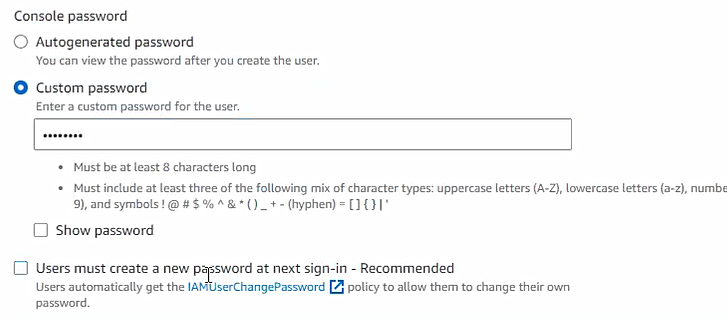 Console password
Autogenerated password
You can view the password after you create the user.
Custom password
Enter a custom password for the user.
••••••••
• Must be at least 8 characters long
• Must include at least three of the following mix of character types: uppercase letters (A-Z), lowercase letters (a-z), numbe
9), and symbols ! @ # $ % ^ & * ( ) _ + - (hyphen) = [ ] { } | '
Show password
Users must create a new password at next sign-in - Recommended
Users automatically get the IAMUserChangePassword policy to allow them to change their own
password.